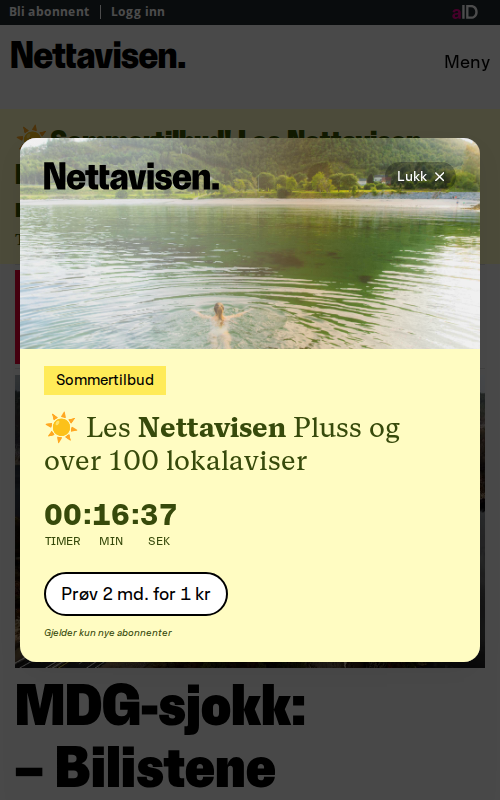 Bli abonnent | Logg inn
aID
Nettavisen.
Meny
Sommertilbud! Les Nettavisen
Nettavisen.
Lukk ×
Sommertilbud
☀️ Les Nettavisen Pluss og
over 100 lokalaviser
00:16:37
TIMER MIN SEK
Prøv 2 md. for 1 kr
Gjelder kun nye abonnenter
MDG-sjokk:
– Bilistene